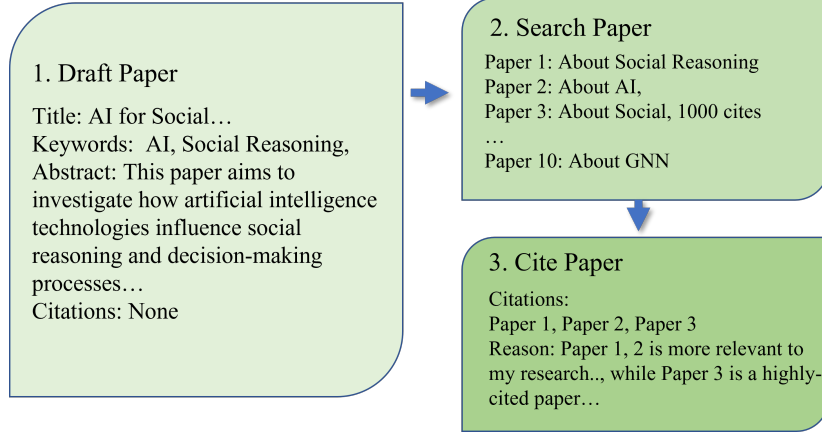 1. Draft Paper
Title: AI for Social…
Keywords: AI, Social Reasoning,
Abstract: This paper aims to
investigate how artificial intelligence
technologies influence social
reasoning and decision-making
processes…
Citations: None
2. Search Paper
Paper 1: About Social Reasoning
Paper 2: About AI,
Paper 3: About Social, 1000 cites
…
Paper 10: About GNN
3. Cite Paper
Citations:
Paper 1, Paper 2, Paper 3
Reason: Paper 1, 2 is more relevant to
my research.., while Paper 3 is a highly-
cited paper…